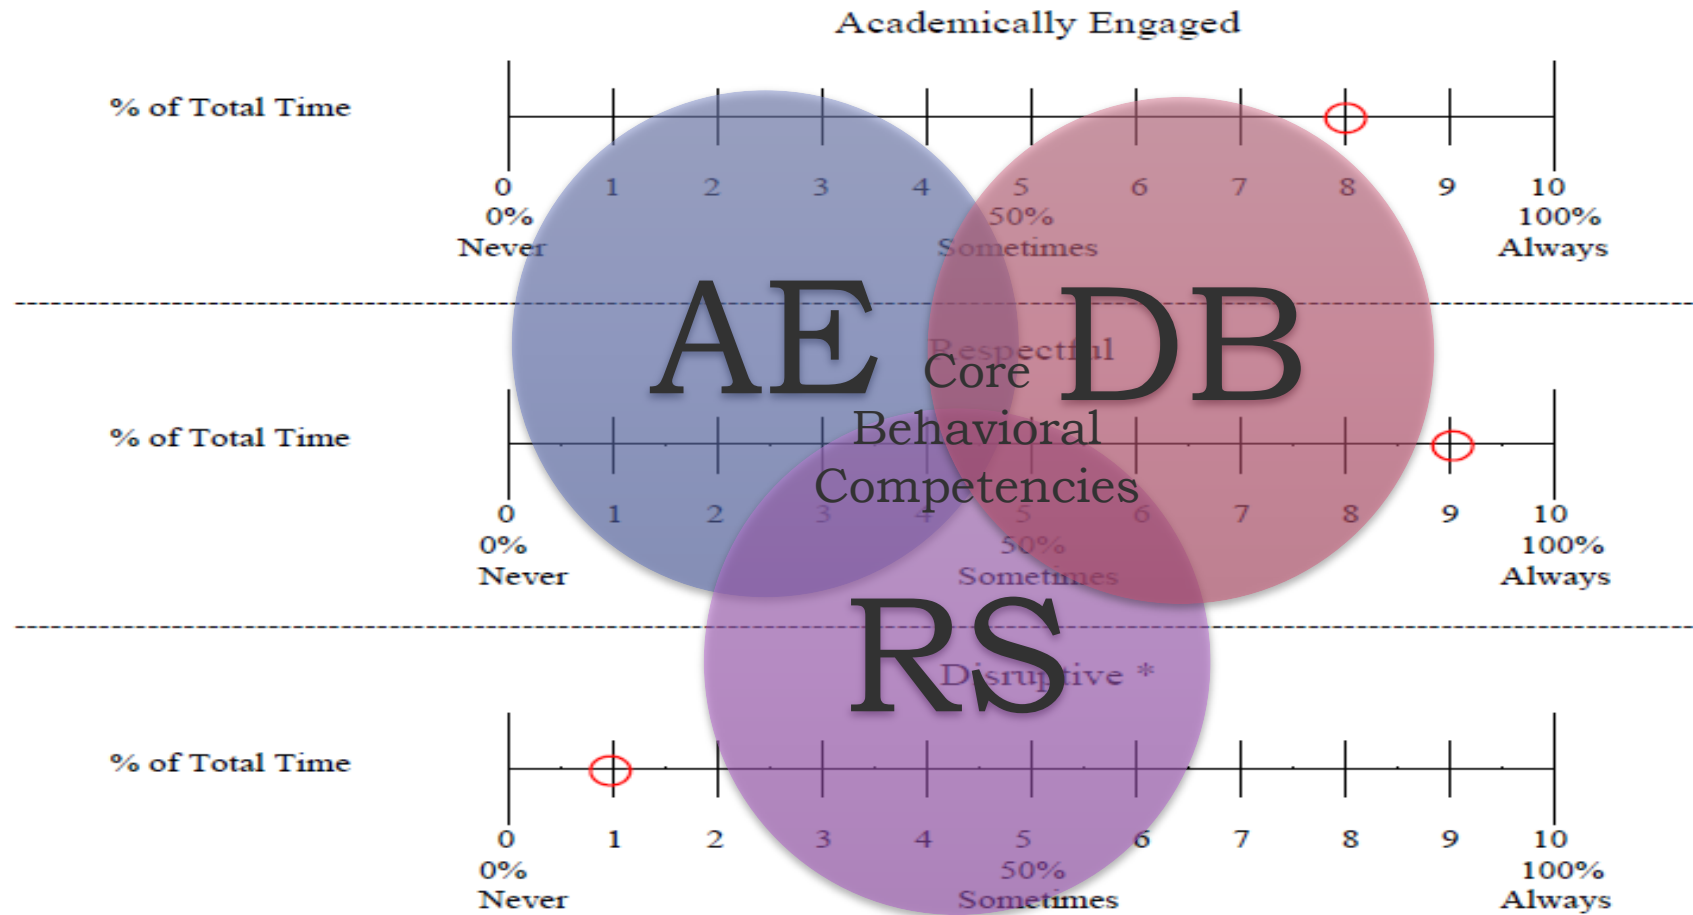 Academically Engaged
% of Total Time
0 1 2 3 4 5 6 7 8 9 10
0% 50% 100%
Never Sometimes Always
AE DB
Respectful
Core
Behavioral
Competencies
% of Total Time
0 1 2 3 4 5 6 7 8 9 10
0% 50% 100%
Never Sometimes Always
RS
Disruptive *
% of Total Time
0 1 2 3 4 5 6 7 8 9 10
0% 50% 100%
Never Sometimes Always